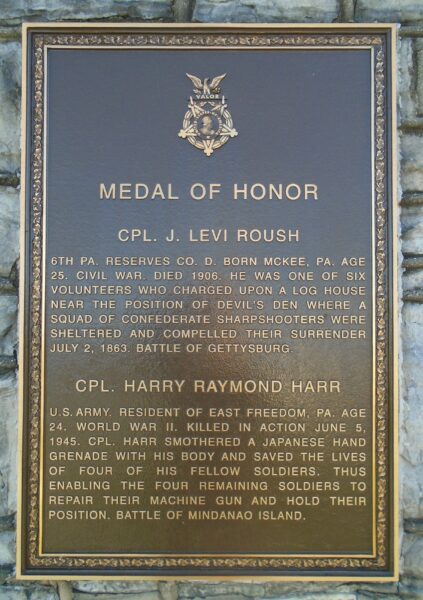 VALOR
MEDAL OF HONOR
CPL. J. LEVI ROUSH
6TH PA. RESERVES CO. D. BORN MCKEE, PA. AGE
25. CIVIL WAR. DIED 1906. HE WAS ONE OF SIX
VOLUNTEERS WHO CHARGED UPON A LOG HOUSE
NEAR THE POSITION OF DEVIL'S DEN WHERE A
SQUAD OF CONFEDERATE SHARPSHOOTERS WERE
SHELTERED AND COMPELLED THEIR SURRENDER
JULY 2, 1863. BATTLE OF GETTYSBURG.
CPL. HARRY RAYMOND HARR
U.S. ARMY. RESIDENT OF EAST FREEDOM, PA. AGE
24. WORLD WAR II. KILLED IN ACTION JUNE 5,
1945. CPL. HARR SMOTHERED A JAPANESE HAND
GRENADE WITH HIS BODY AND SAVED THE LIVES
OF FOUR OF HIS FELLOW SOLDIERS. THUS
ENABLING THE FOUR REMAINING SOLDIERS TO
REPAIR THEIR MACHINE GUN AND HOLD THEIR
POSITION. BATTLE OF MINDANAO ISLAND.